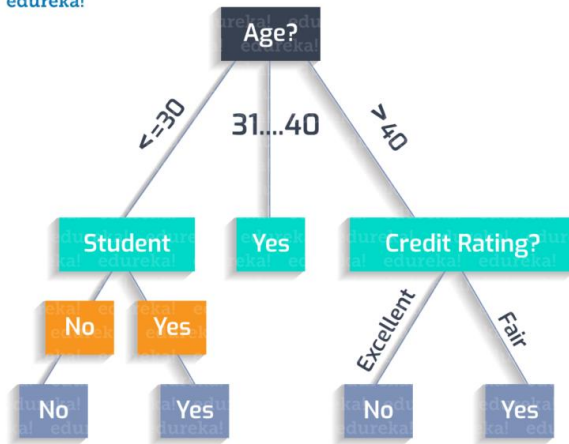 edureka!
Age?
<=30
31....40
> 40
Student
Yes
Credit Rating?
No
Yes
Excellent
Fair
No
Yes
No
Yes